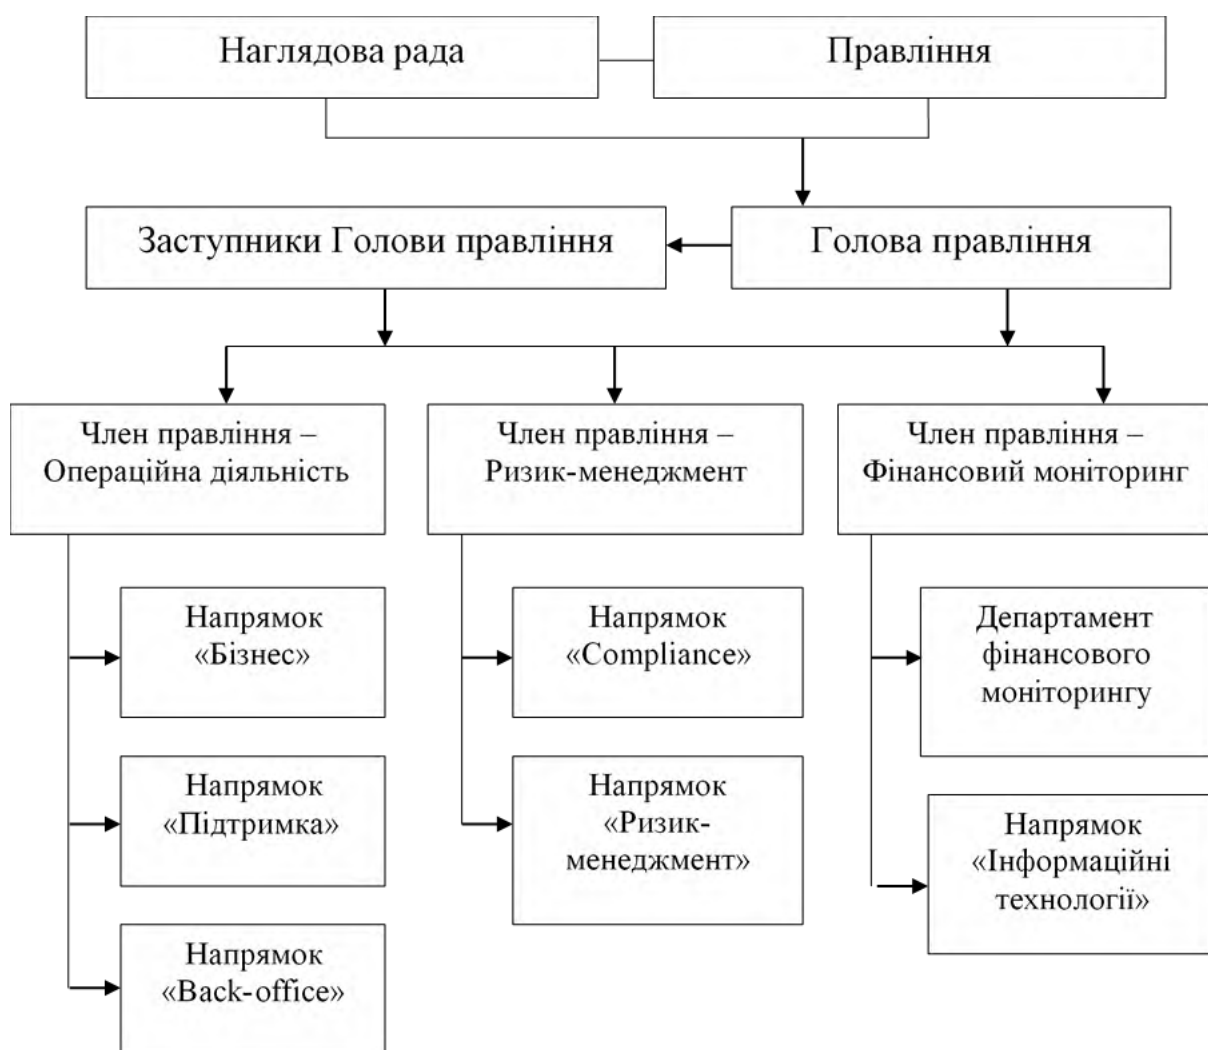 Наглядова рада
Правління
Заступники Голови правління
Голова правління
Член правління –
Операційна діяльність
Член правління –
Ризик-менеджмент
Член правління –
Фінансовий моніторинг
Напрямок
«Бізнес»
Напрямок
«Підтримка»
Напрямок
«Back-office»
Напрямок
«Compliance»
Напрямок
«Ризик-
менеджмент»
Департамент
фінансового
моніторингу
Напрямок
«Інформаційні
технології»